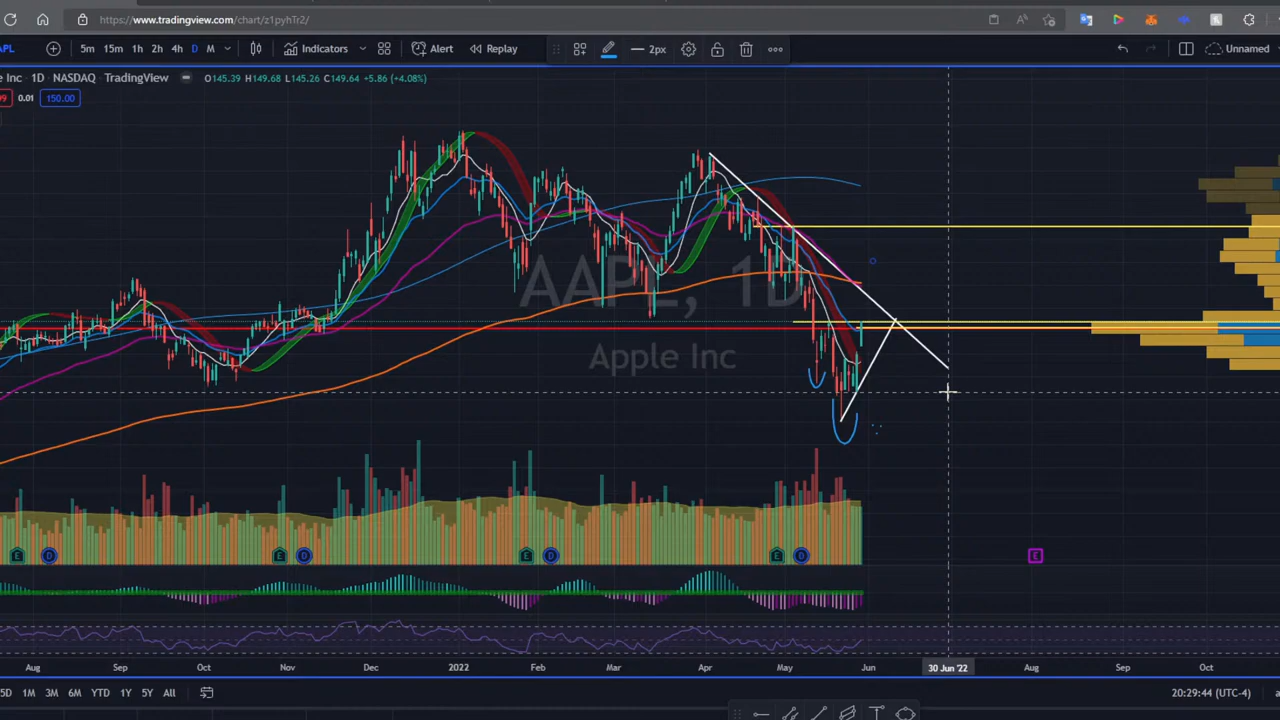 https://www.tradingview.com/chart/z1pyhTr2/
APL 5m 15m 1h 2h 4h D M Indicators Alert Replay 2px Unnamed
e Inc · 1D · NASDAQ · TradingView O145.39 H149.68 L145.26 C149.64 +5.86 (+4.08%)
99 0.01 150.00
AAPL, 1D
Apple Inc
E D E D E D E D E
Aug Sep Oct Nov Dec 2022 Feb Mar Apr May Jun 30 Jun '22 Aug Sep Oct
5D 1M 3M 6M YTD 1Y 5Y All 20:29:44 (UTC-4)